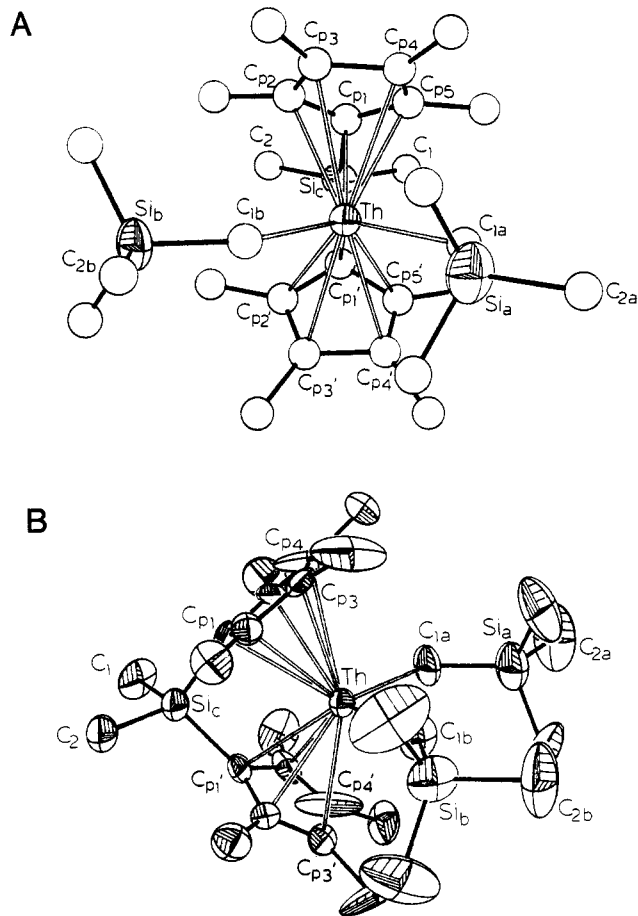 A
Cp3
Cp4
Cp2
Cp1
Cp5
C2
C1
Sic
Sib
C1b
Th
C1a
C2b
Cp1'
Cp5'
Sia
C2a
Cp2'
Cp3'
Cp4'
B
Cp4
Cp3
Cp1
C1a
Sia
C2a
Th
C1
Sic
C2
C1b
Cp1'
Cp4'
Sib
C2b
Cp3'